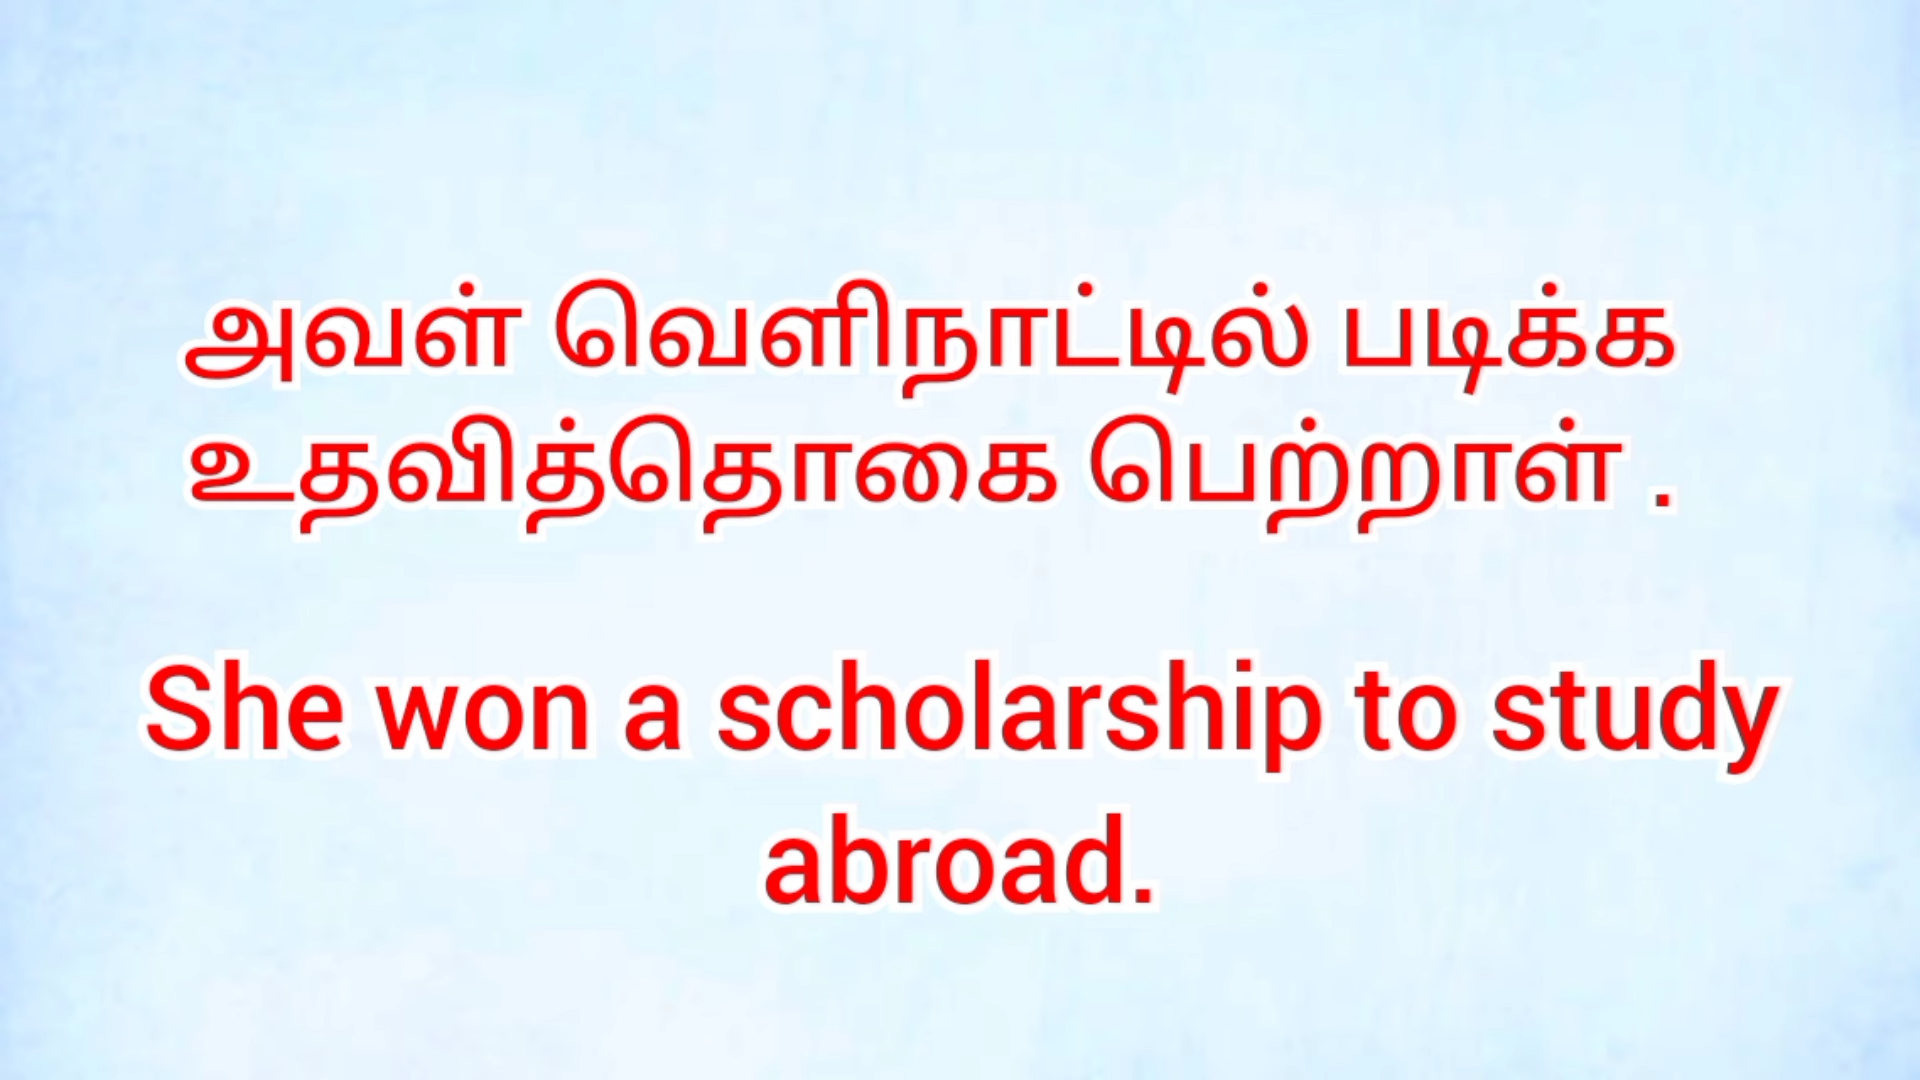 அவள் வெளிநாட்டில் படிக்க
உதவித்தொகை பெற்றாள் .
She won a scholarship to study
abroad.